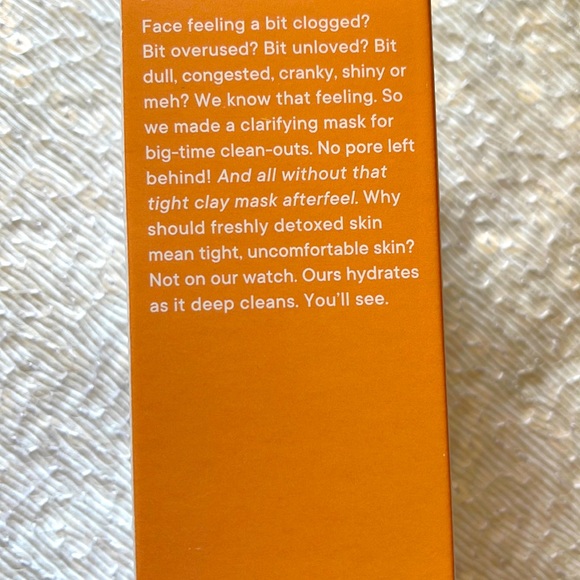 Face feeling a bit clogged?
Bit overused? Bit unloved? Bit
dull, congested, cranky, shiny or
meh? We know that feeling. So
we made a clarifying mask for
big-time clean-outs. No pore left
behind! And all without that
tight clay mask afterfeel. Why
should freshly detoxed skin
mean tight, uncomfortable skin?
Not on our watch. Ours hydrates
as it deep cleans. You'll see.